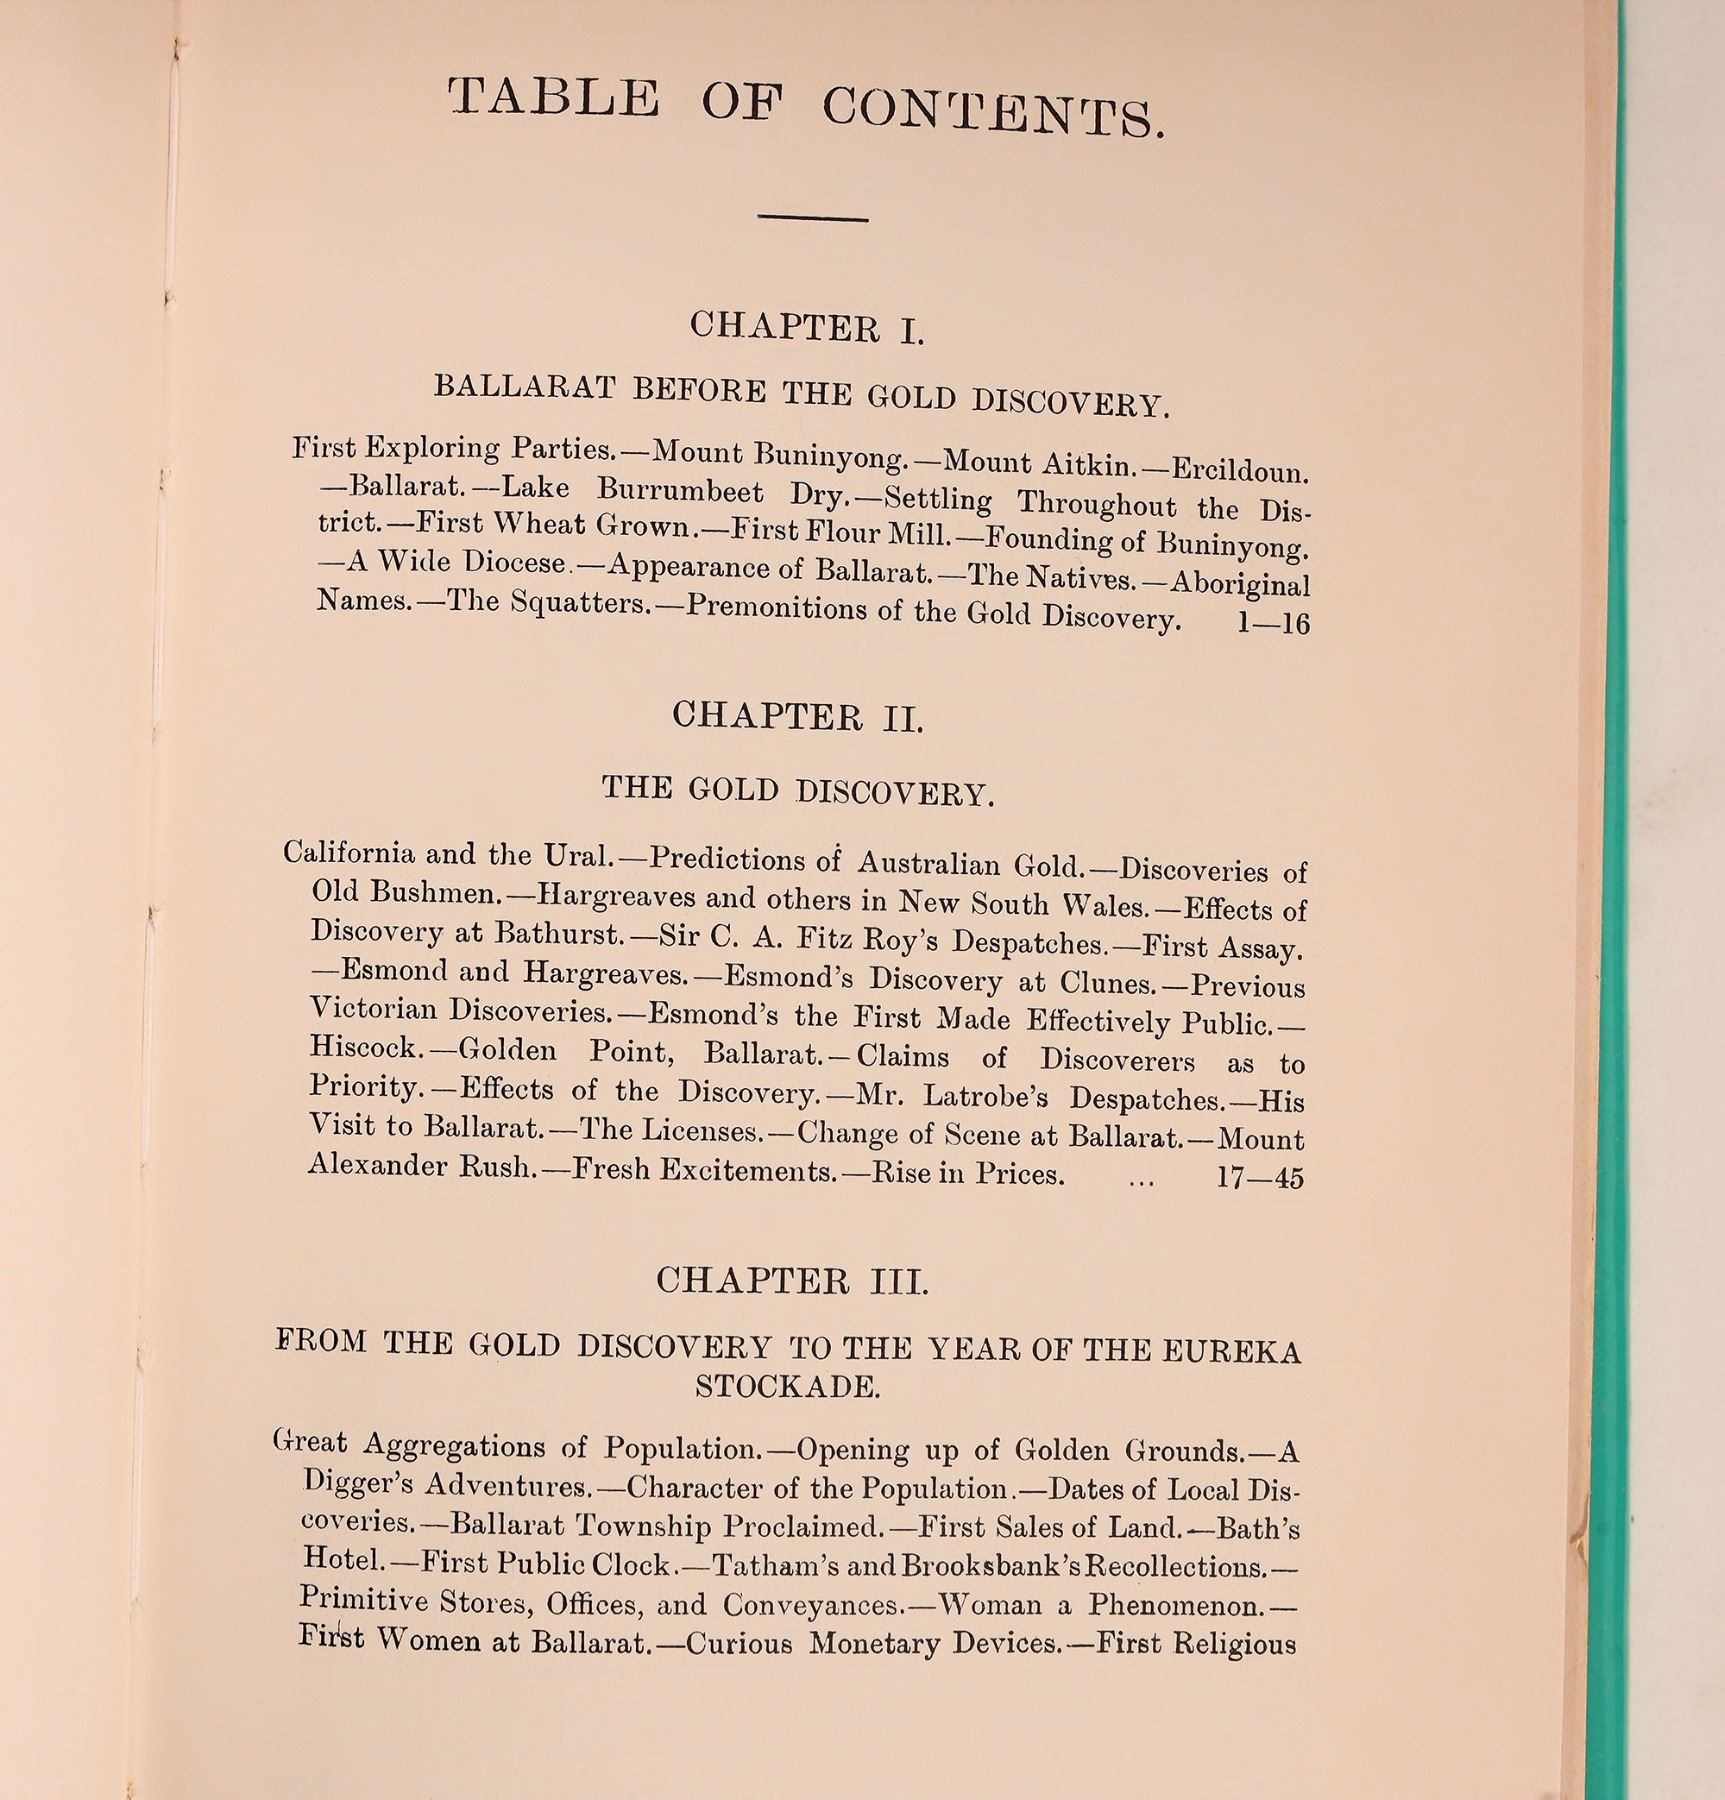 TABLE OF CONTENTS.
CHAPTER I.
BALLARAT BEFORE THE GOLD DISCOVERY.
First Exploring Parties.—Mount Buninyong.—Mount Aitkin.—Ercildoun.
—Ballarat.—Lake Burrumbeet Dry.—Settling Throughout the Dis-
trict.—First Wheat Grown.—First Flour Mill.—Founding of Buninyong.
—A Wide Diocese.—Appearance of Ballarat.—The Natives.—Aboriginal
Names.—The Squatters.—Premonitions of the Gold Discovery. 1—16
CHAPTER II.
THE GOLD DISCOVERY.
California and the Ural.—Predictions of Australian Gold.—Discoveries of
Old Bushmen.—Hargreaves and others in New South Wales.—Effects of
Discovery at Bathurst.—Sir C. A. Fitz Roy's Despatches.—First Assay.
—Esmond and Hargreaves.—Esmond's Discovery at Clunes.—Previous
Victorian Discoveries.—Esmond's the First Made Effectively Public.—
Hiscock.—Golden Point, Ballarat.—Claims of Discoverers as to
Priority.—Effects of the Discovery.—Mr. Latrobe's Despatches.—His
Visit to Ballarat.—The Licenses.—Change of Scene at Ballarat.—Mount
Alexander Rush.—Fresh Excitements.—Rise in Prices. ... 17—45
CHAPTER III.
FROM THE GOLD DISCOVERY TO THE YEAR OF THE EUREKA
STOCKADE.
Great Aggregations of Population.—Opening up of Golden Grounds.—A
Digger's Adventures.—Character of the Population.—Dates of Local Dis-
coveries.—Ballarat Township Proclaimed.—First Sales of Land.—Bath's
Hotel.—First Public Clock.—Tatham's and Brooksbank's Recollections.—
Primitive Stores, Offices, and Conveyances.—Woman a Phenomenon.—
First Women at Ballarat.—Curious Monetary Devices.—First Religious